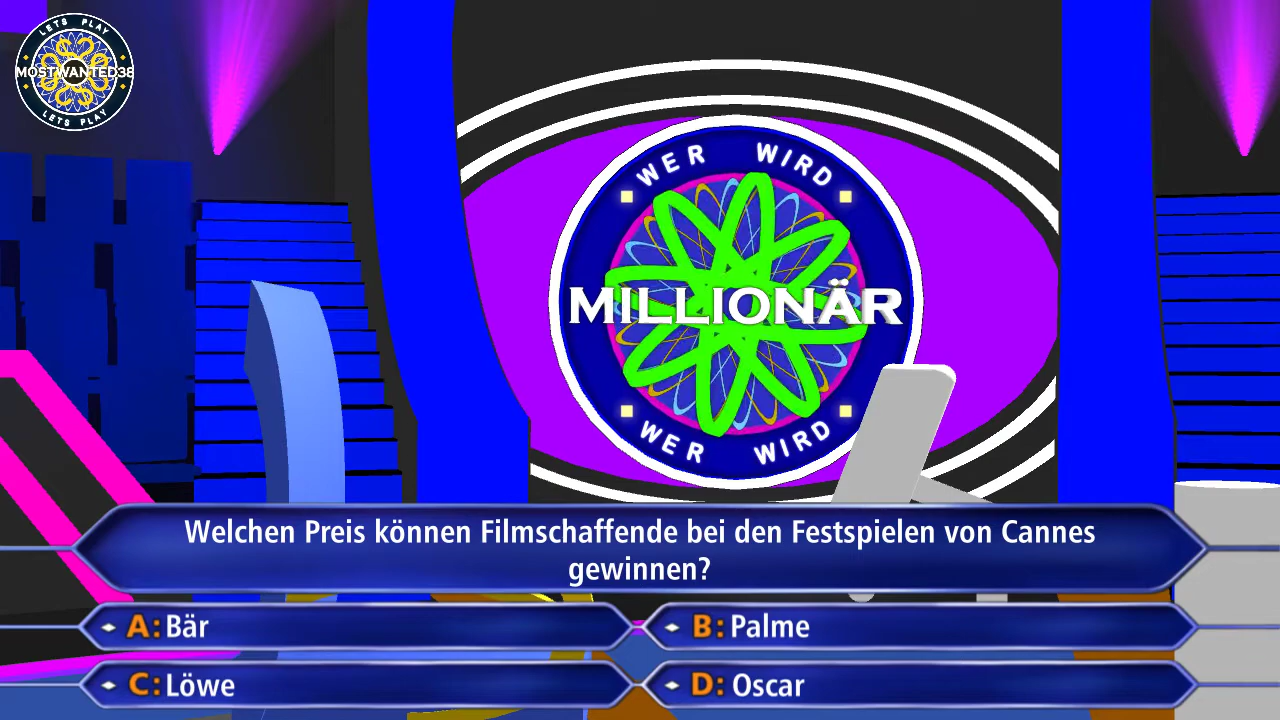 LETS PLAY
MOSTWANTED38
LETS PLAY
WER WIRD
MILLIONÄR
WER WIRD
Welchen Preis können Filmschaffende bei den Festspielen von Cannes
gewinnen?
A: Bär
B: Palme
C: Löwe
D: Oscar